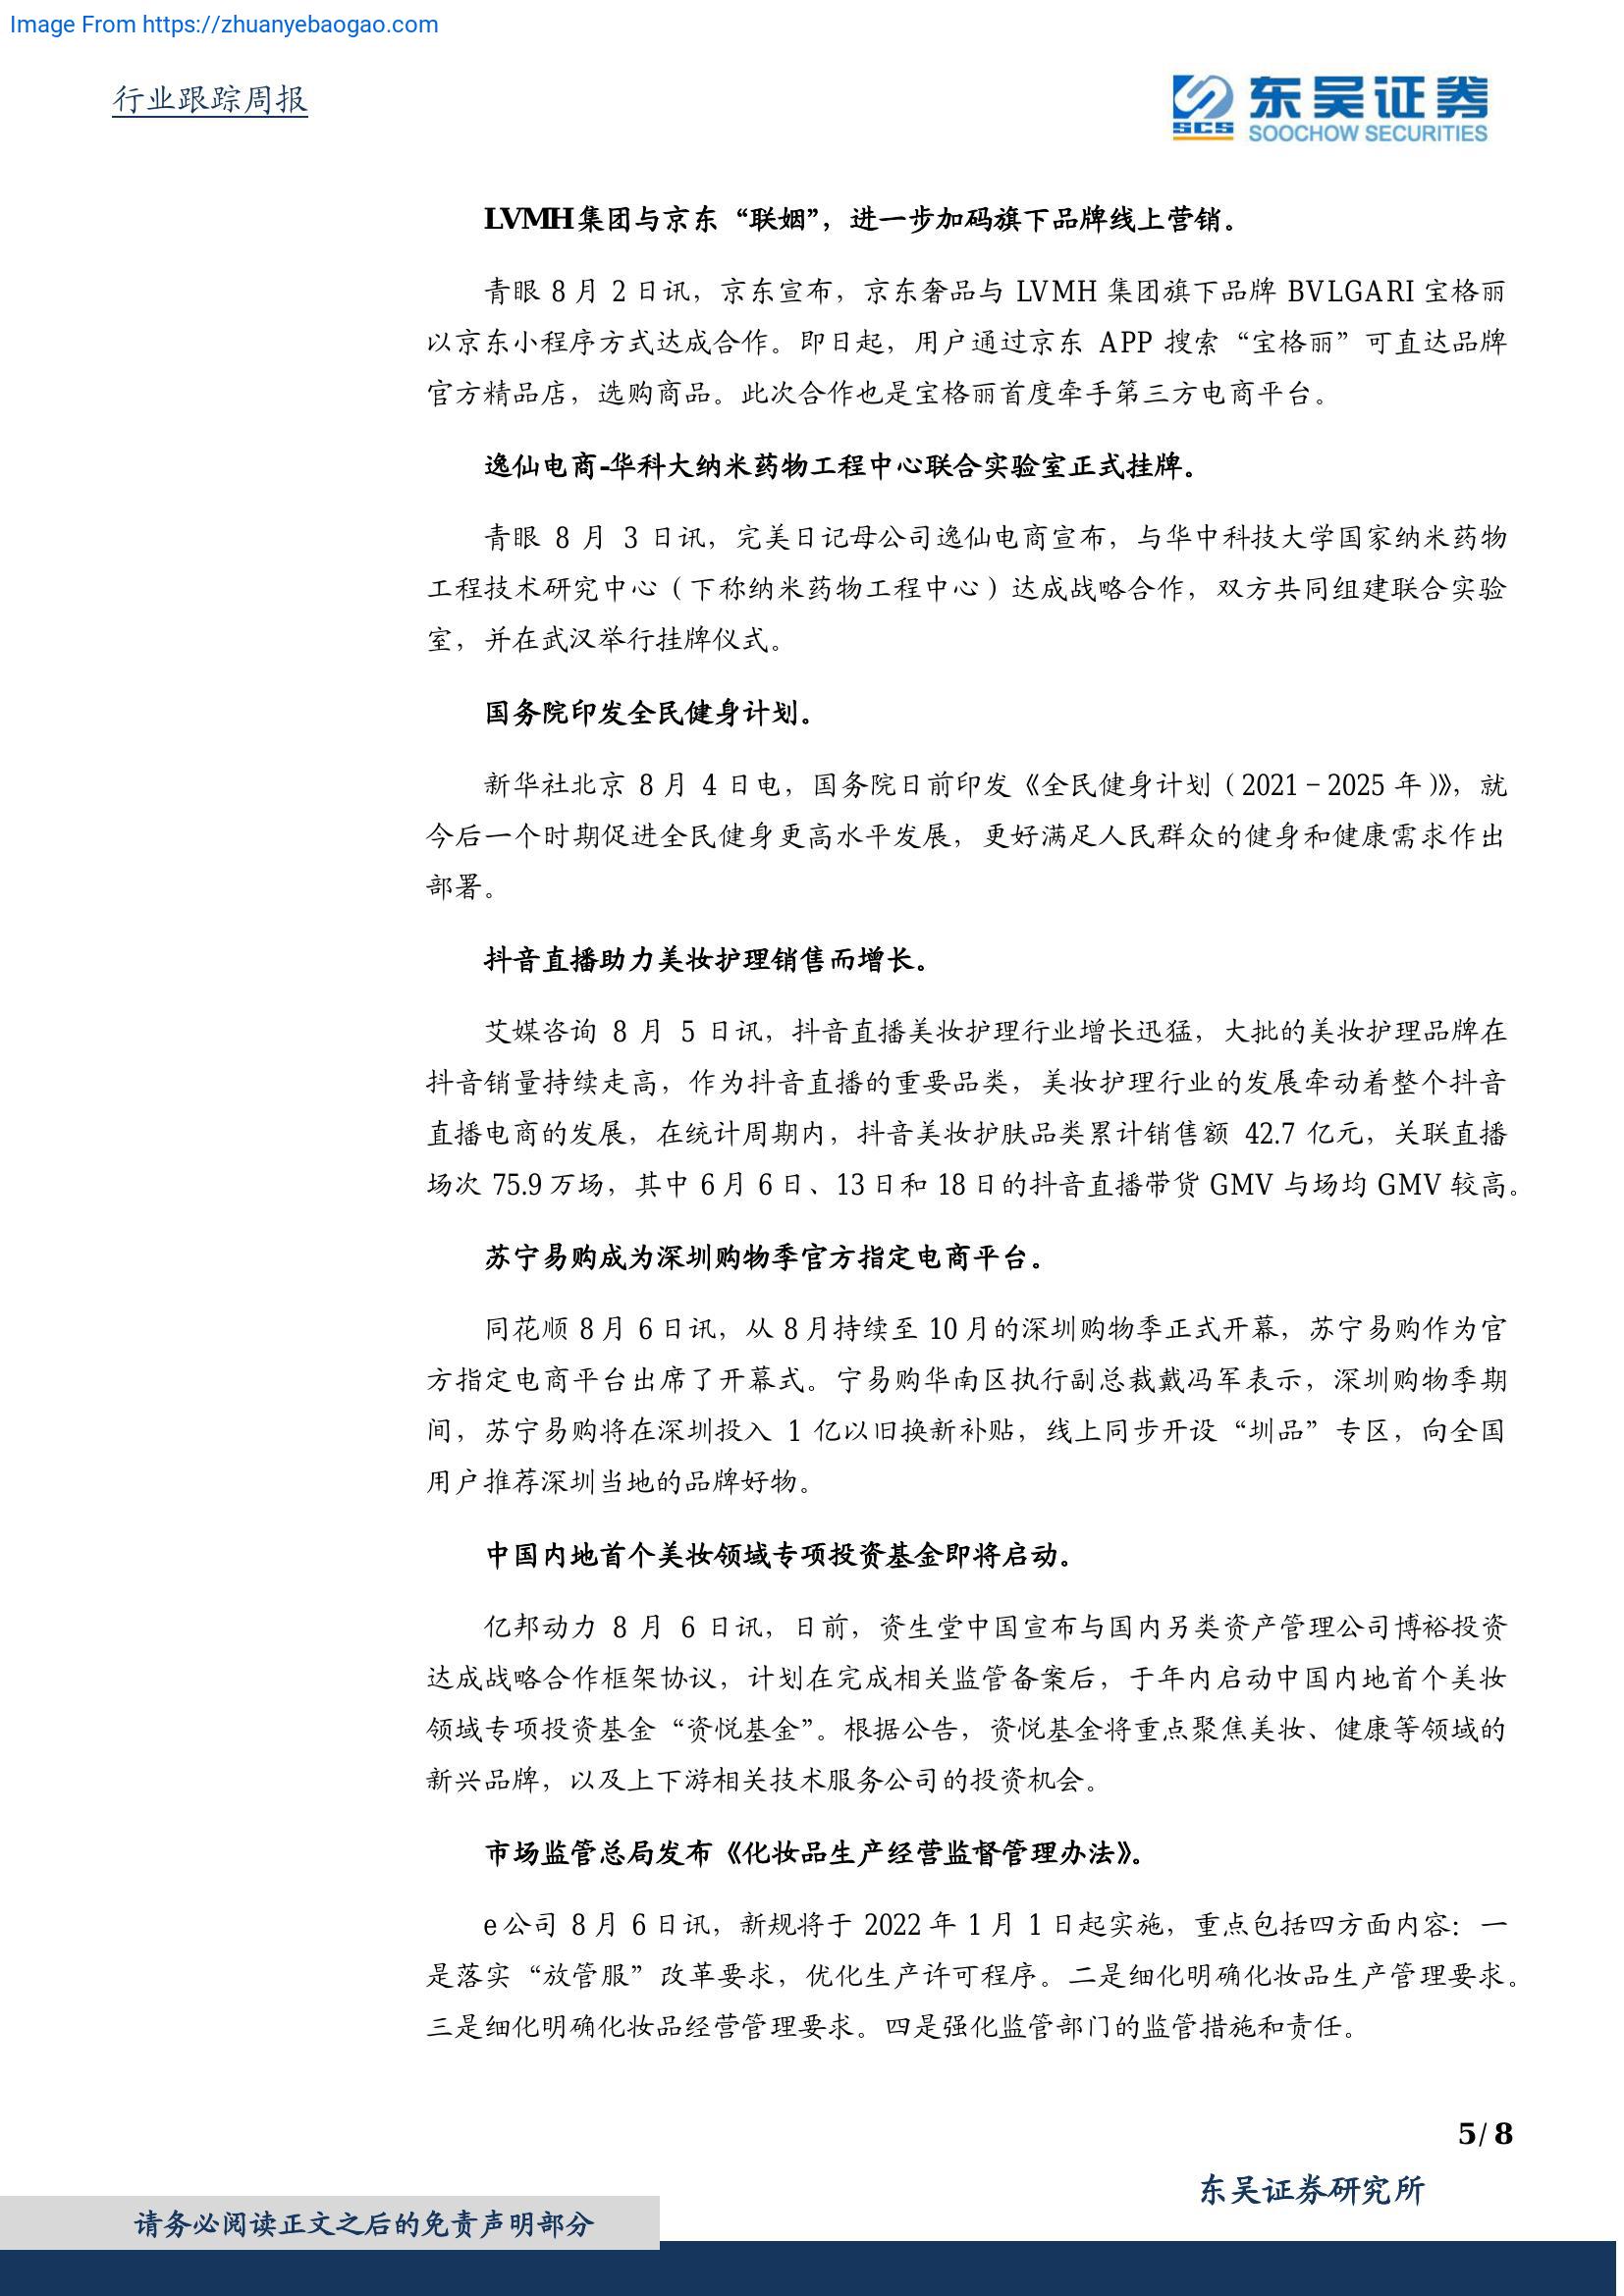 Image From https://zhuanyebaogao.com
行业跟踪周报
SCS 东吴证券
SOOCHOW SECURITIES
LVMH集团与京东“联姻”，进一步加码旗下品牌线上营销。
青眼 8 月 2 日讯，京东宣布，京东奢品与 LVMH 集团旗下品牌 BVLGARI 宝格丽
以京东小程序方式达成合作。即日起，用户通过京东 APP 搜索“宝格丽”可直达品牌
官方精品店，选购商品。此次合作也是宝格丽首度牵手第三方电商平台。
逸仙电商-华科大纳米药物工程中心联合实验室正式挂牌。
青眼 8 月 3 日讯，完美日记母公司逸仙电商宣布，与华中科技大学国家纳米药物
工程技术研究中心（下称纳米药物工程中心）达成战略合作，双方共同组建联合实验
室，并在武汉举行挂牌仪式。
国务院印发全民健身计划。
新华社北京 8 月 4 日电，国务院日前印发《全民健身计划（2021－2025 年）》，就
今后一个时期促进全民健身更高水平发展，更好满足人民群众的健身和健康需求作出
部署。
抖音直播助力美妆护理销售而增长。
艾媒咨询 8 月 5 日讯，抖音直播美妆护理行业增长迅猛，大批的美妆护理品牌在
抖音销量持续走高，作为抖音直播的重要品类，美妆护理行业的发展牵动着整个抖音
直播电商的发展，在统计周期内，抖音美妆护肤品类累计销售额 42.7 亿元，关联直播
场次 75.9 万场，其中 6 月 6 日、13 日和 18 日的抖音直播带货 GMV 与场均 GMV 较高。
苏宁易购成为深圳购物季官方指定电商平台。
同花顺 8 月 6 日讯，从 8 月持续至 10 月的深圳购物季正式开幕，苏宁易购作为官
方指定电商平台出席了开幕式。宁易购华南区执行副总裁戴冯军表示，深圳购物季期
间，苏宁易购将在深圳投入 1 亿以旧换新补贴，线上同步开设“圳品”专区，向全国
用户推荐深圳当地的品牌好物。
中国内地首个美妆领域专项投资基金即将启动。
亿邦动力 8 月 6 日讯，日前，资生堂中国宣布与国内另类资产管理公司博裕投资
达成战略合作框架协议，计划在完成相关监管备案后，于年内启动中国内地首个美妆
领域专项投资基金“资悦基金”。根据公告，资悦基金将重点聚焦美妆、健康等领域的
新兴品牌，以及上下游相关技术服务公司的投资机会。
市场监管总局发布《化妆品生产经营监督管理办法》。
e公司 8 月 6 日讯，新规将于 2022 年 1 月 1 日起实施，重点包括四方面内容：一
是落实“放管服”改革要求，优化生产许可程序。二是细化明确化妆品生产管理要求。
三是细化明确化妆品经营管理要求。四是强化监管部门的监管措施和责任。
5/ 8
东吴证券研究所
请务必阅读正文之后的免责声明部分